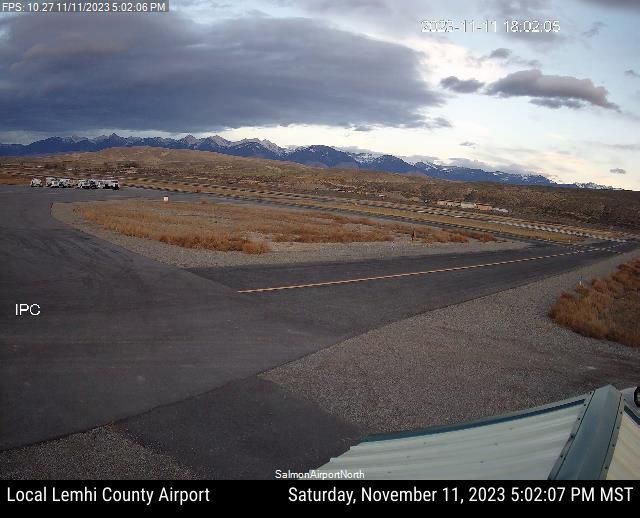 FPS: 10.27 11/11/2023 5:02:06 PM
2023-11-11 18:02:05
IPC
SalmonAirportNorth
Local Lemhi County Airport
Saturday, November 11, 2023 5:02:07 PM MST